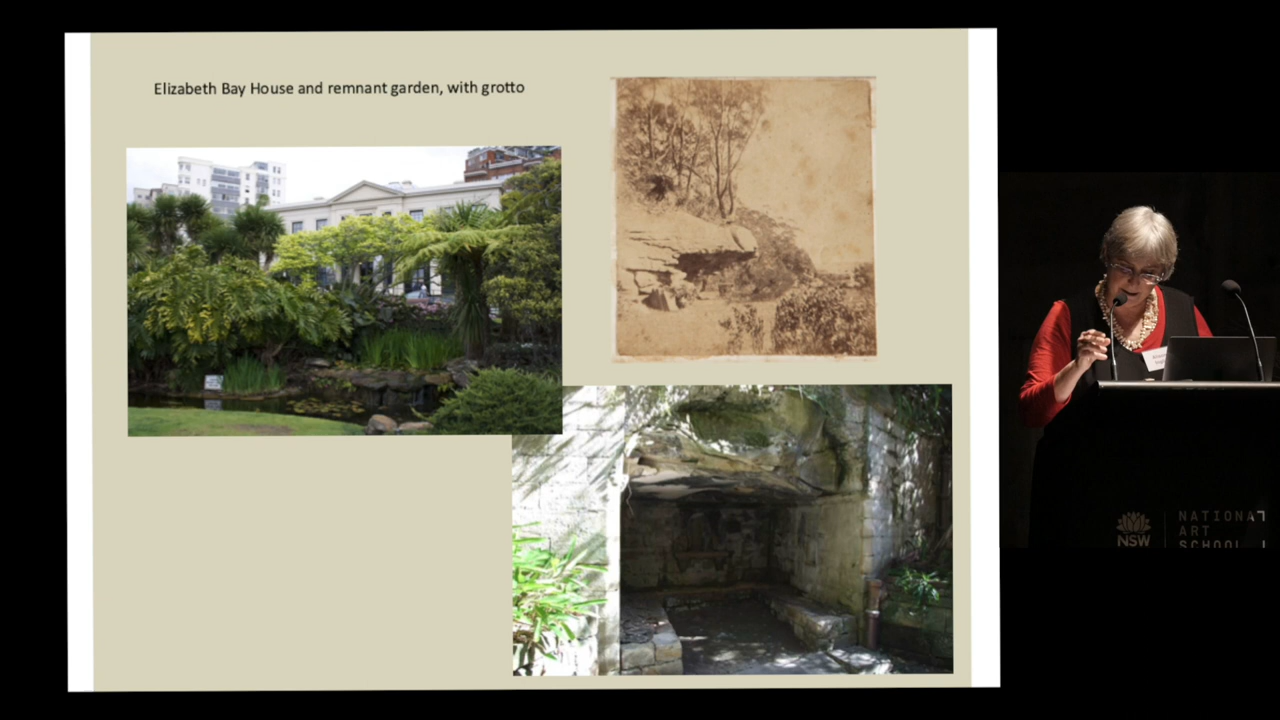 Elizabeth Bay House and remnant garden, with grotto
NSW
NATIONAL
ART
SCHOOL